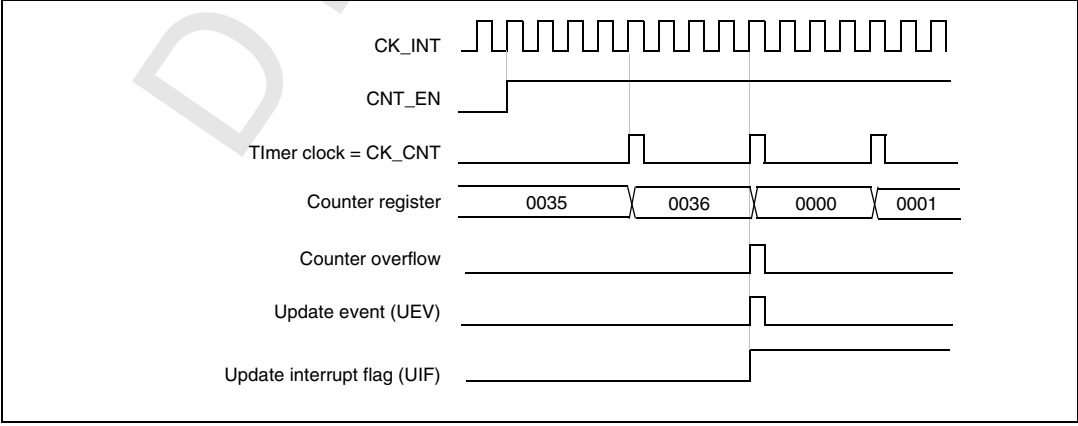 CK_INT
CNT_EN
TImer clock = CK_CNT
Counter register 0035 0036 0000 0001
Counter overflow
Update event (UEV)
Update interrupt flag (UIF)